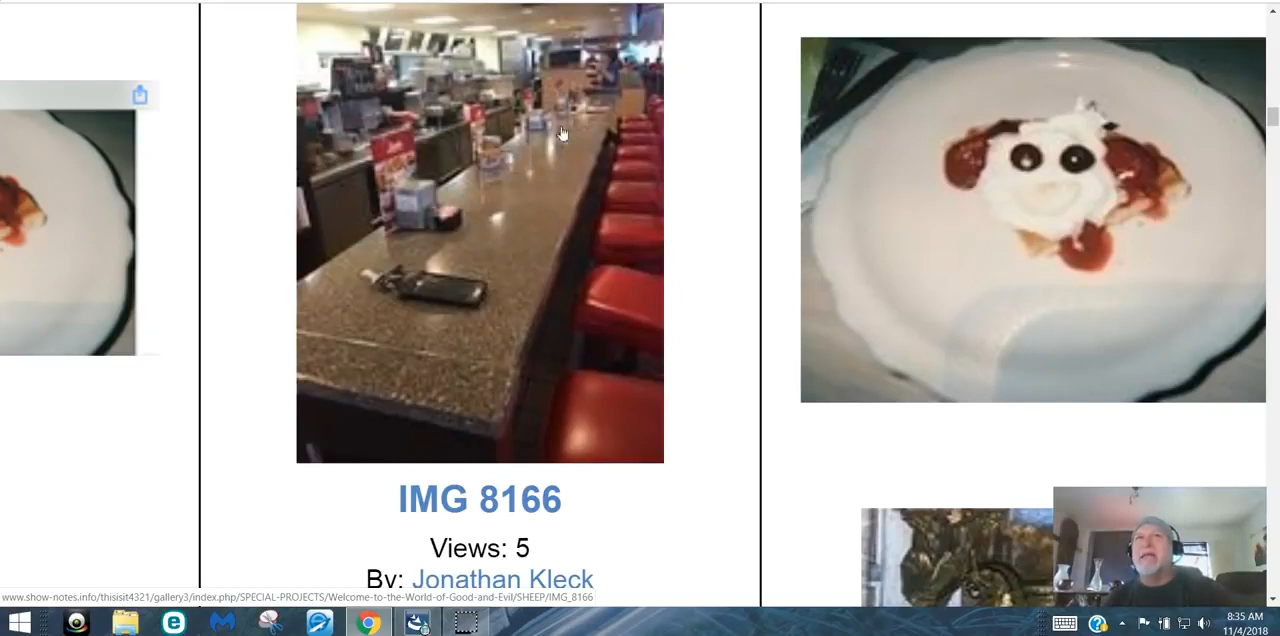 IMG 8166
Views: 5
By: Jonathan Kleck
www.show-notes.info/thisisit4321/gallery3/index.php/SPECIAL-PROJECTS/Welcome-to-the-World-of-Good-and-Evil/SHEEP/IMG_8166
8:35 AM
11/4/2018